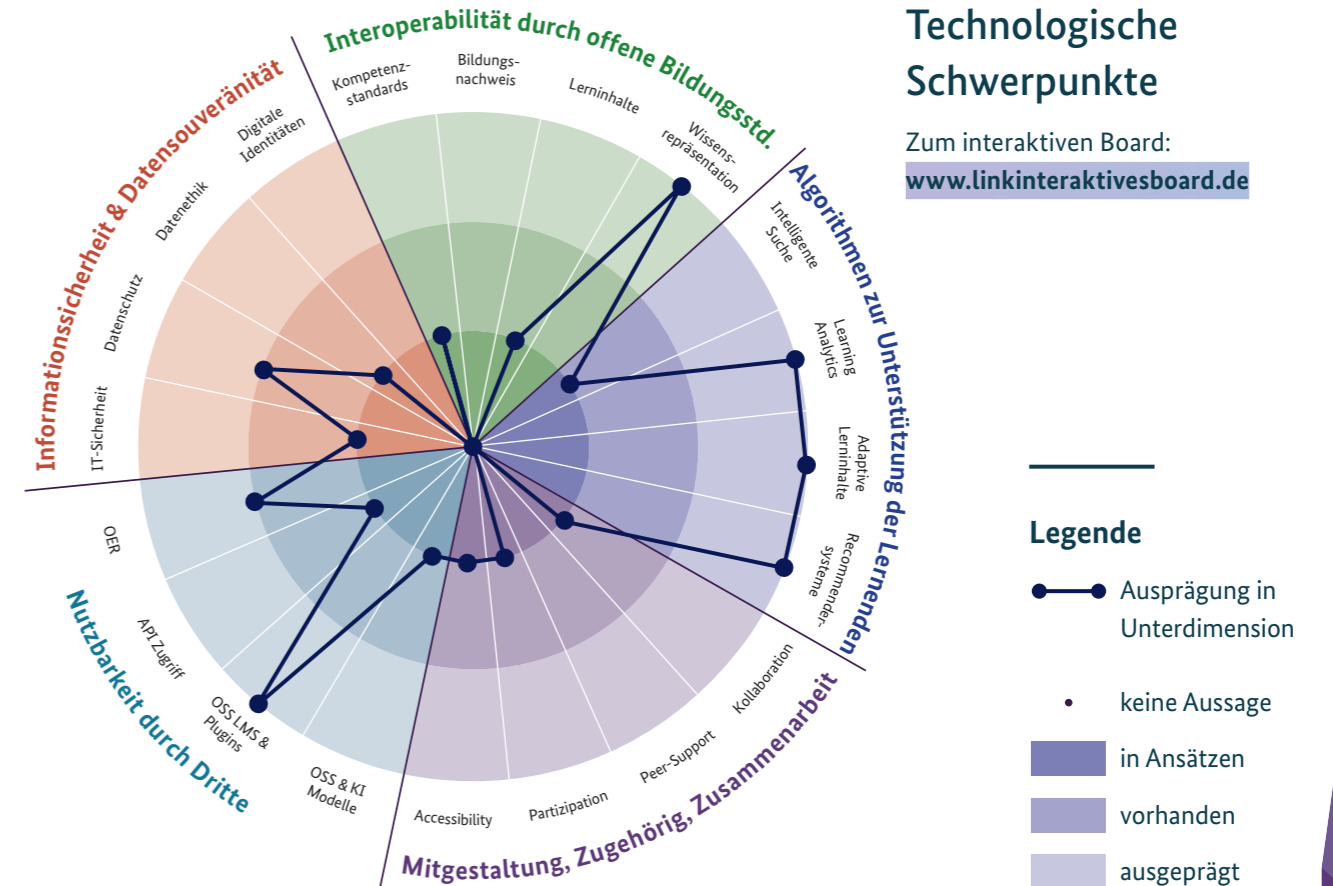 Technologische
Schwerpunkte
Zum interaktiven Board:
www.linkinteraktivesboard.de
Interoperabilität durch offene Bildungsstd.
Kompetenz-
standards
Bildungs-
nachweis
Lerninhalte
Wissens-
repräsentation
Algorithmen zur Unterstützung der Lernenden
Intelligente
Suche
Learning
Analytics
Adaptive
Lerninhalte
Recommender-
systeme
Mitgestaltung, Zugehörig, Zusammenarbeit
Kollaboration
Peer-Support
Partizipation
Accessibility
Nutzbarkeit durch Dritte
OSS & KI
Modelle
OSS LMS &
Plugins
API Zugriff
OER
Informationssicherheit & Datensouveränität
IT-Sicherheit
Datenschutz
Datenethik
Digitale
Identitäten
Legende
Ausprägung in
Unterdimension
keine Aussage
in Ansätzen
vorhanden
ausgeprägt